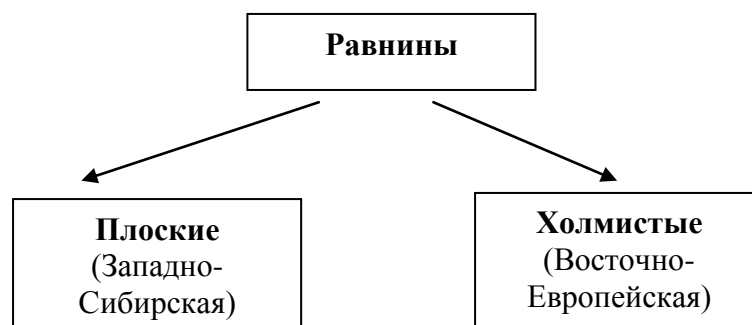 Равнины
Плоские
(Западно-
Сибирская)
Холмистые
(Восточно-
Европейская)